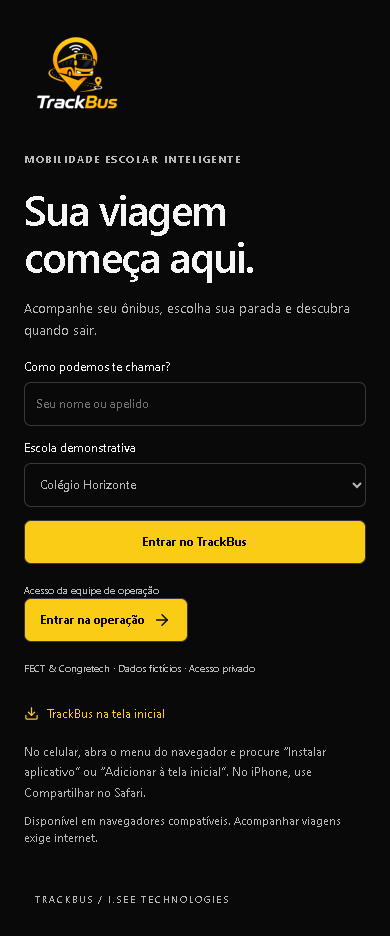 TrackBus
MOBILIDADE ESCOLAR INTELIGENTE
Sua viagem
começa aqui.
Acompanhe seu ônibus, escolha sua parada e descubra
quando sair.
Como podemos te chamar?
Seu nome ou apelido
Escola demonstrativa
Colégio Horizonte
Entrar no TrackBus
Acesso da equipe de operação
Entrar na operação
FECT & Congretech · Dados fictícios · Acesso privado
TrackBus na tela inicial
No celular, abra o menu do navegador e procure “Instalar
aplicativo” ou “Adicionar à tela inicial”. No iPhone, use
Compartilhar no Safari.
Disponível em navegadores compatíveis. Acompanhar viagens
exige internet.
TRACKBUS / I.SEE TECHNOLOGIES